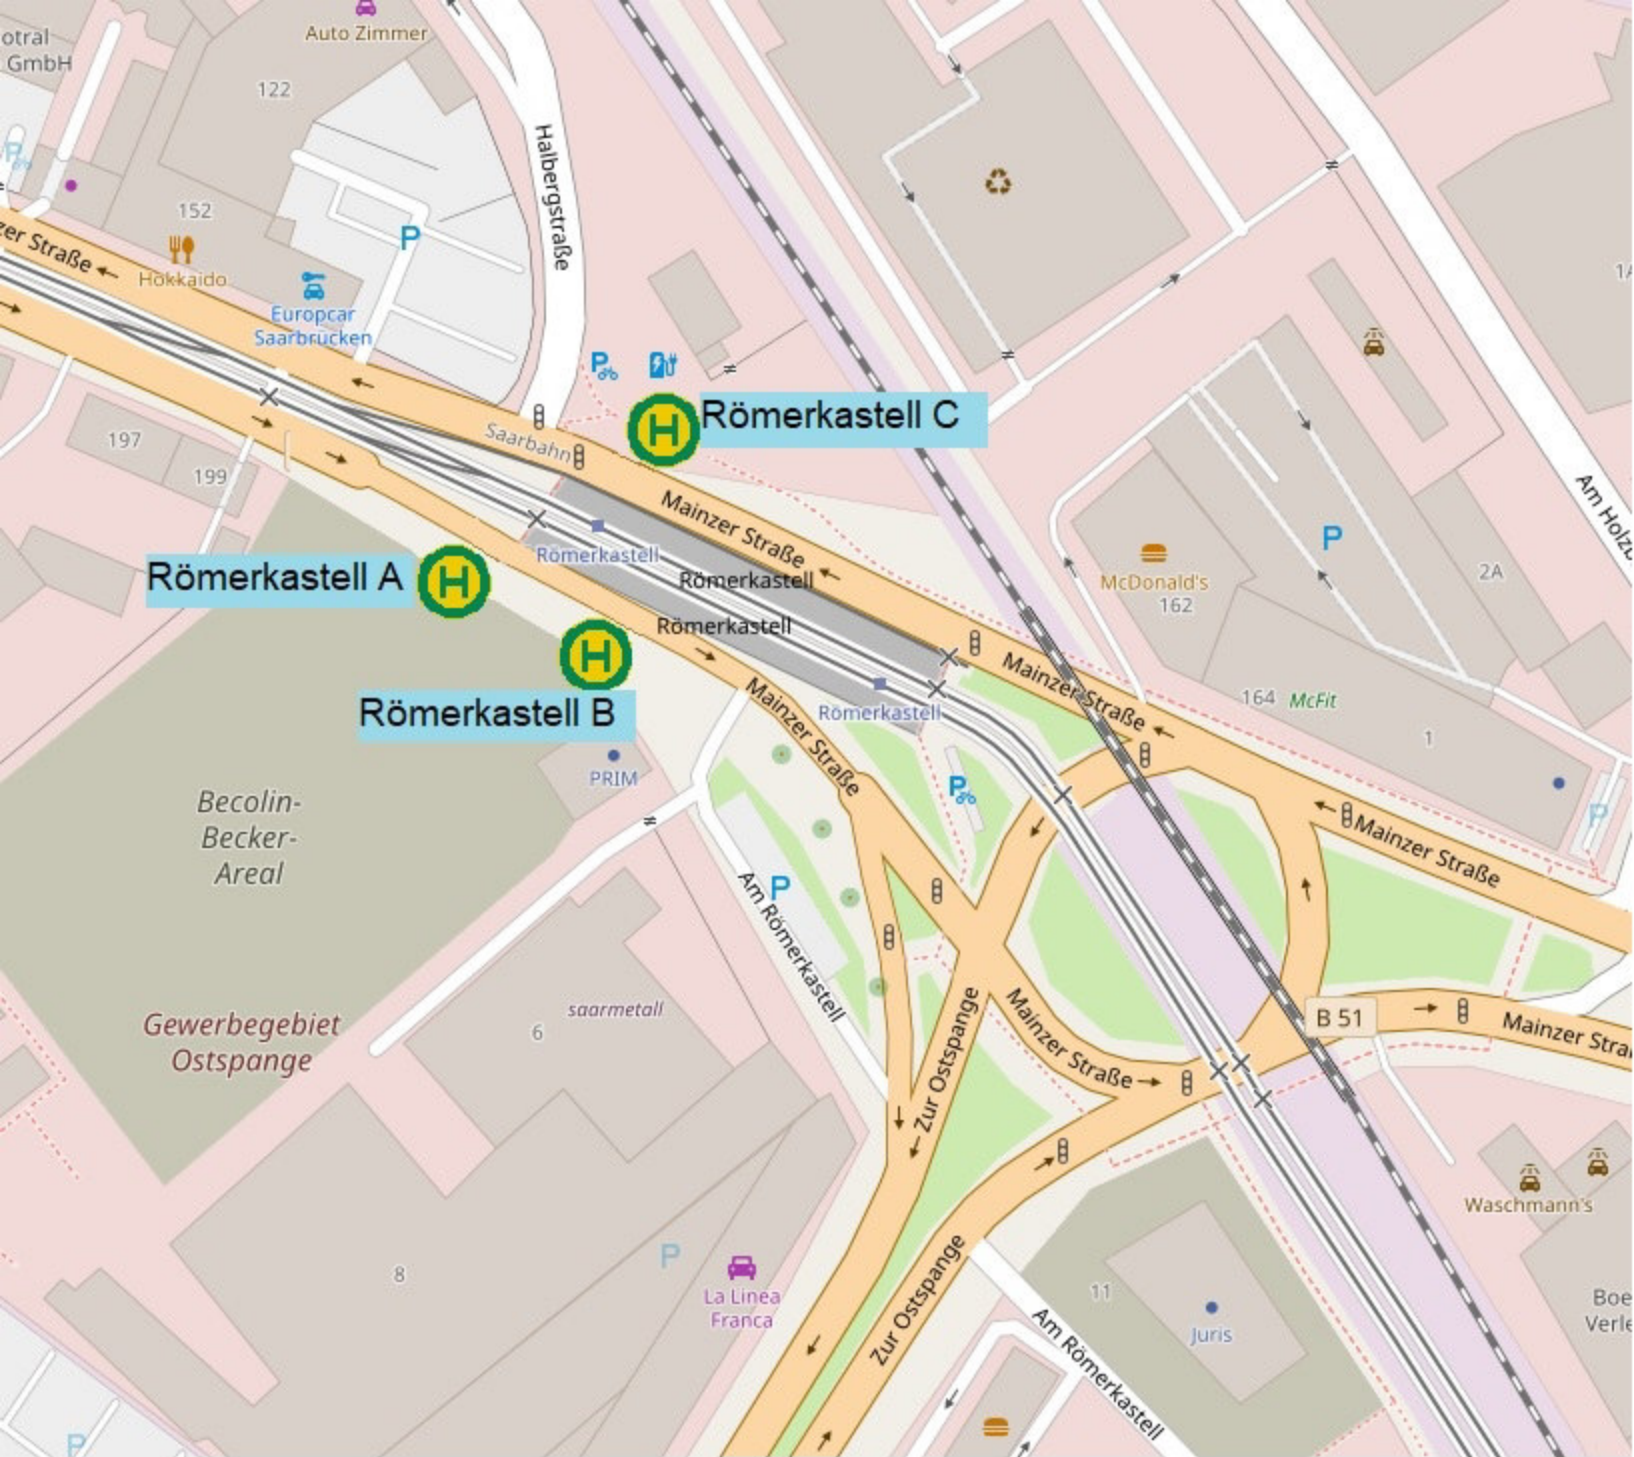 otral
GmbH
Auto Zimmer
122
Halbergstraße
152
zer Straße
Hokkaido
P
Europcar
Saarbrücken
P
H
Römerkastell C
Saarbahn
197
199
Mainzer Straße
Römerkastell A
H
Römerkastell
Römerkastell
Römerkastell
H
Römerkastell B
PRIM
Mainzer Straße
Römerkastell
P
Mainzer Straße
McDonald's
162
P
2A
1A
Am Holzb
164
McFit
1
P
Mainzer Straße
Becolin-
Becker-
Areal
P
Am Römerkastell
Gewerbegebiet
Ostspange
saarmetall
6
Zur Ostspange
Mainzer Straße
B 51
Mainzer Stra
8
P
La Linea
Franca
Zur Ostspange
Waschmann's
11
Juris
Boe
Verle
Am Römerkastell
P